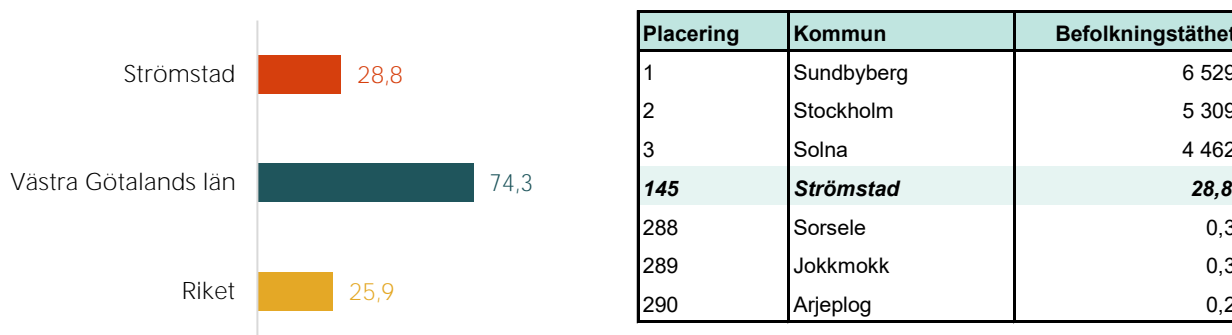 Strömstad 28,8
Västra Götalands län 74,3
Riket 25,9
Placering Kommun Befolkningstäthet
1 Sundbyberg 6 529
2 Stockholm 5 309
3 Solna 4 462
145 Strömstad 28,8
288 Sorsele 0,3
289 Jokkmokk 0,3
290 Arjeplog 0,2